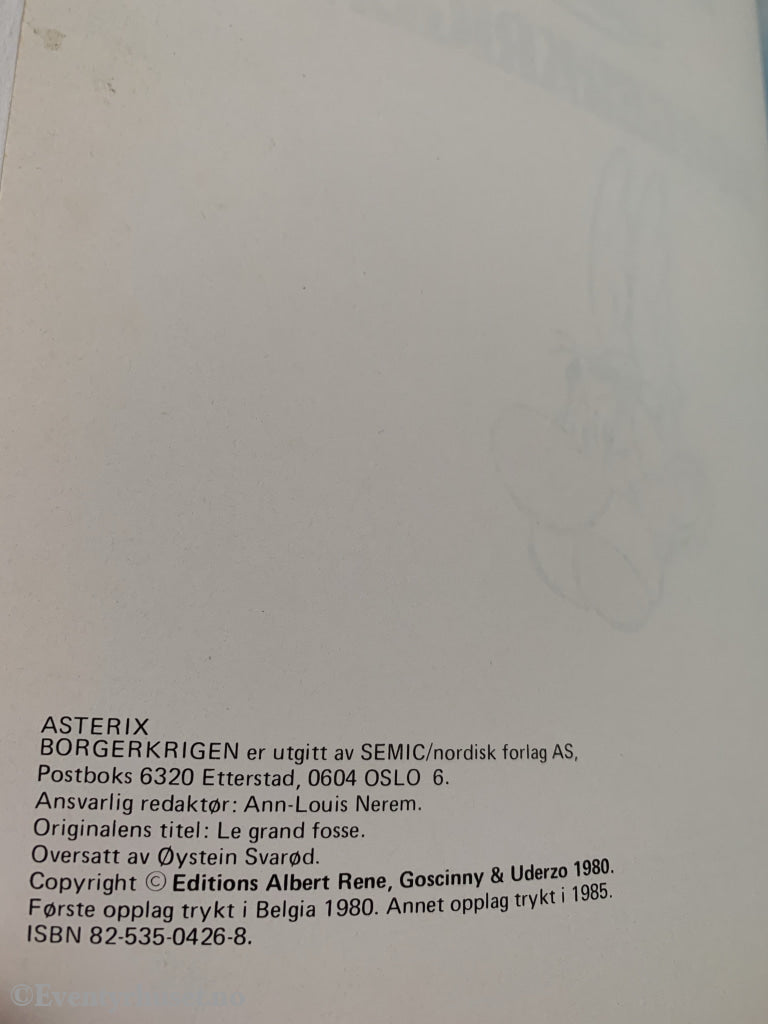 ASTERIX
BORGERKRIGEN er utgitt av SEMIC/nordisk forlag AS,
Postboks 6320 Etterstad, 0604 OSLO 6.
Ansvarlig redaktør: Ann-Louis Nerem.
Originalens titel: Le grand fosse.
Oversatt av Øystein Svarød.
Copyright © Editions Albert Rene, Goscinny & Uderzo 1980.
Første opplag trykt i Belgia 1980. Annet opplag trykt i 1985.
ISBN 82-535-0426-8.